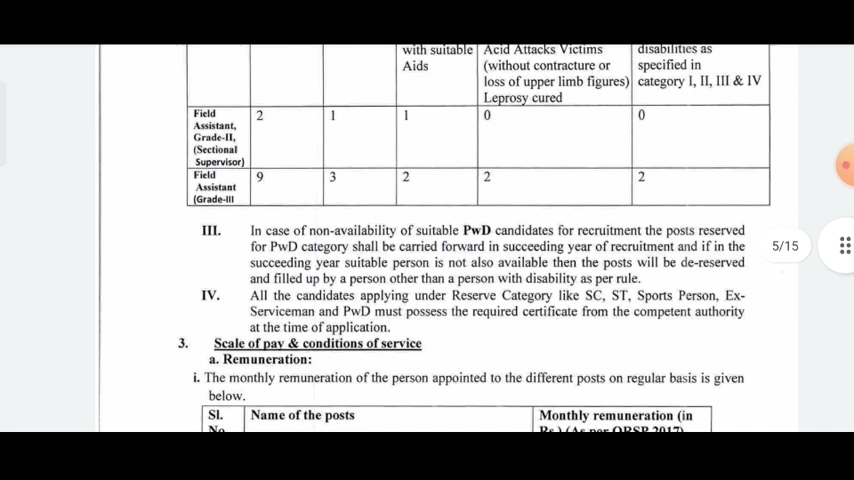 with suitable Acid Attacks Victims disabilities as
Aids (without contracture or specified in
loss of upper limb figures) category I, II, III & IV
Leprosy cured
Field 2 1 1 0 0
Assistant,
Grade-II,
(Sectional
Supervisor)
Field 9 3 2 2 2
Assistant
(Grade-III
III. In case of non-availability of suitable PwD candidates for recruitment the posts reserved
for PwD category shall be carried forward in succeeding year of recruitment and if in the
succeeding year suitable person is not also available then the posts will be de-reserved
and filled up by a person other than a person with disability as per rule.
5/15
IV. All the candidates applying under Reserve Category like SC, ST, Sports Person, Ex-
Serviceman and PwD must possess the required certificate from the competent authority
at the time of application.
3. Scale of pay & conditions of service
a. Remuneration:
i. The monthly remuneration of the person appointed to the different posts on regular basis is given
below.
Sl. Name of the posts Monthly remuneration (in
No Rs.) (As per ORSP 2017)